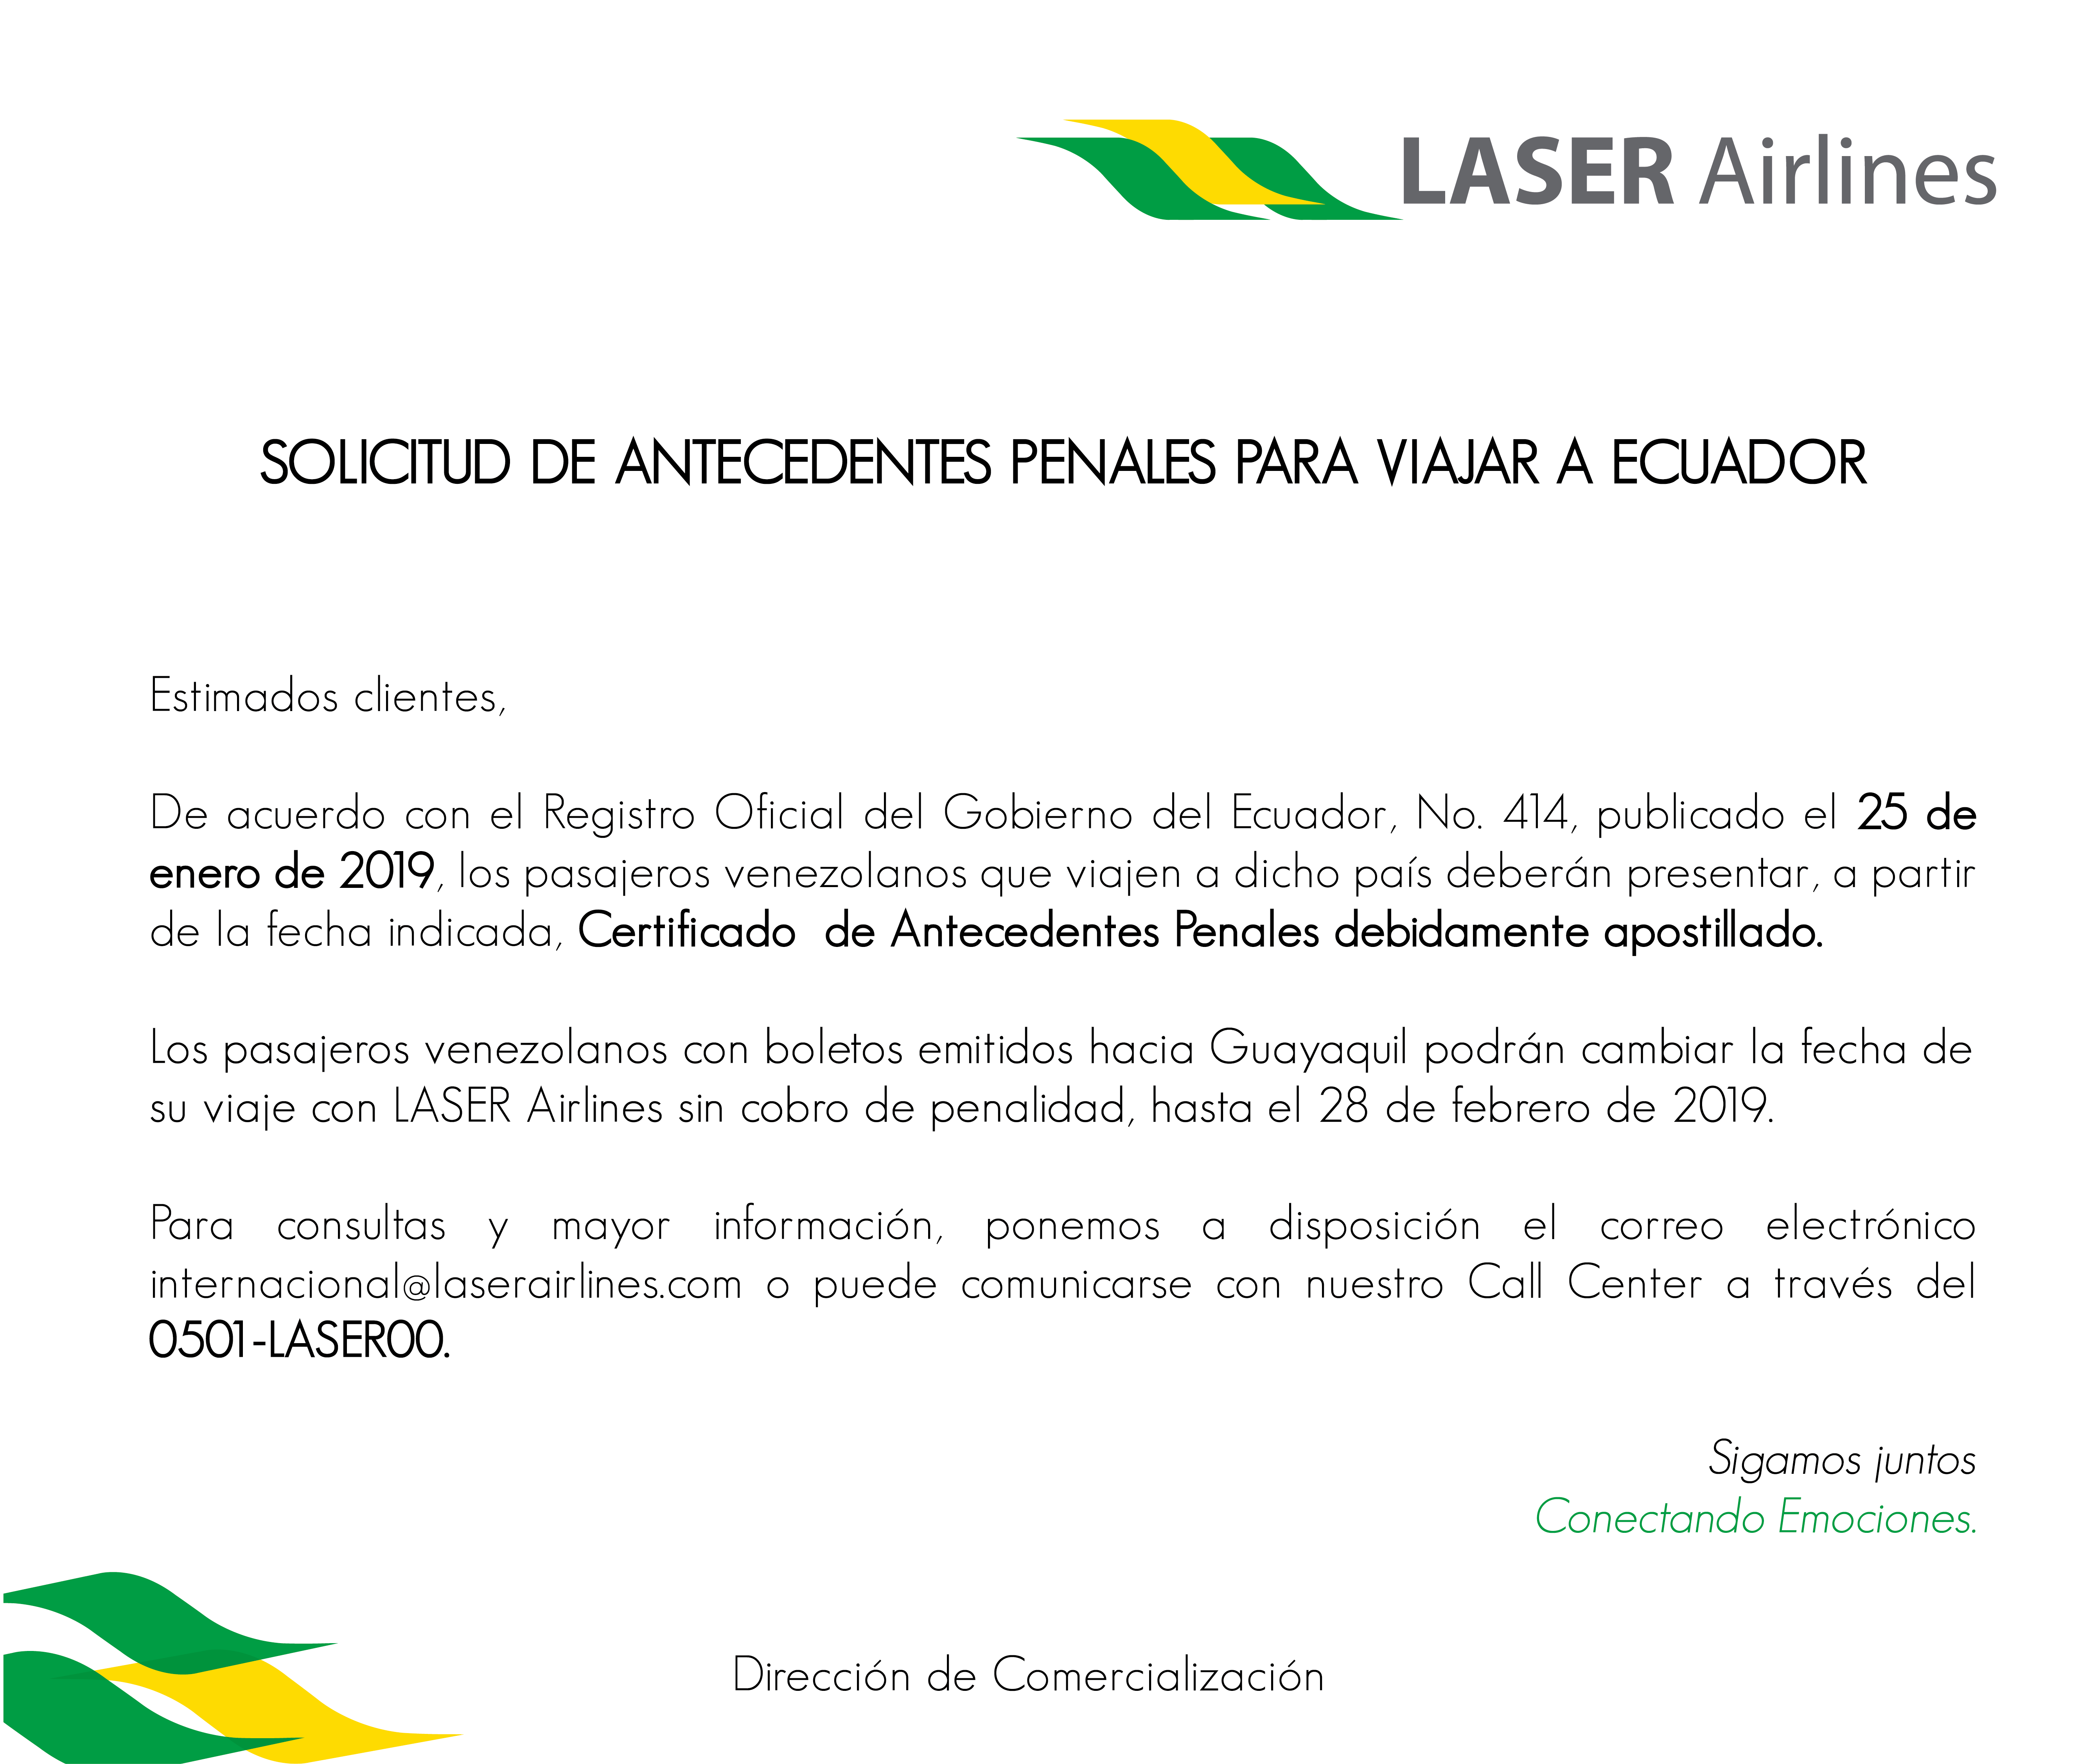 LASER Airlines
SOLICITUD DE ANTECEDENTES PENALES PARA VIAJAR A ECUADOR
Estimados clientes,
De acuerdo con el Registro Oficial del Gobierno del Ecuador, No. 414, publicado el 25 de
enero de 2019, los pasajeros venezolanos que viajen a dicho país deberán presentar, a partir
de la fecha indicada, Certificado de Antecedentes Penales debidamente apostillado.
Los pasajeros venezolanos con boletos emitidos hacia Guayaquil podrán cambiar la fecha de
su viaje con LASER Airlines sin cobro de penalidad, hasta el 28 de febrero de 2019.
Para consultas y mayor información, ponemos a disposición el correo electrónico
internacional@laserairlines.com o puede comunicarse con nuestro Call Center a través del
0501-LASER00.
Sigamos juntos
Conectando Emociones.
Dirección de Comercialización